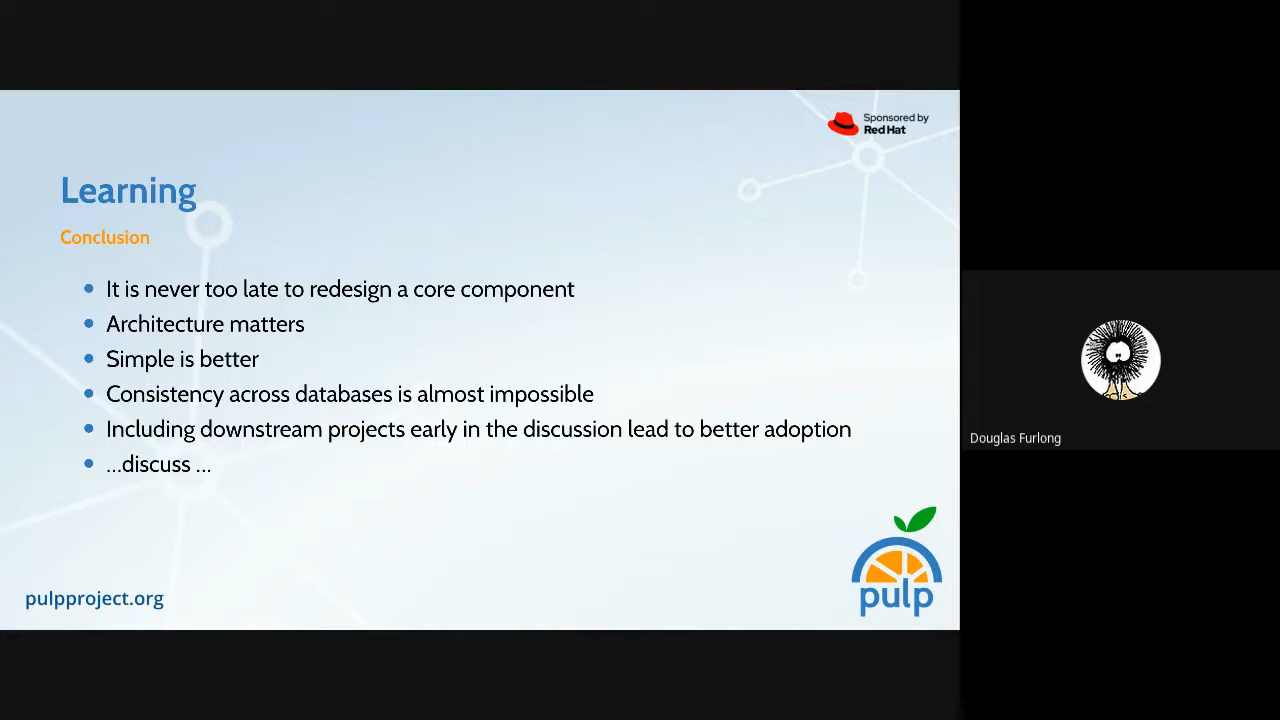 Sponsored by
Red Hat
Learning
Conclusion
It is never too late to redesign a core component
Architecture matters
Simple is better
Consistency across databases is almost impossible
Including downstream projects early in the discussion lead to better adoption
...discuss ...
Douglas Furlong
pulpproject.org
pulp